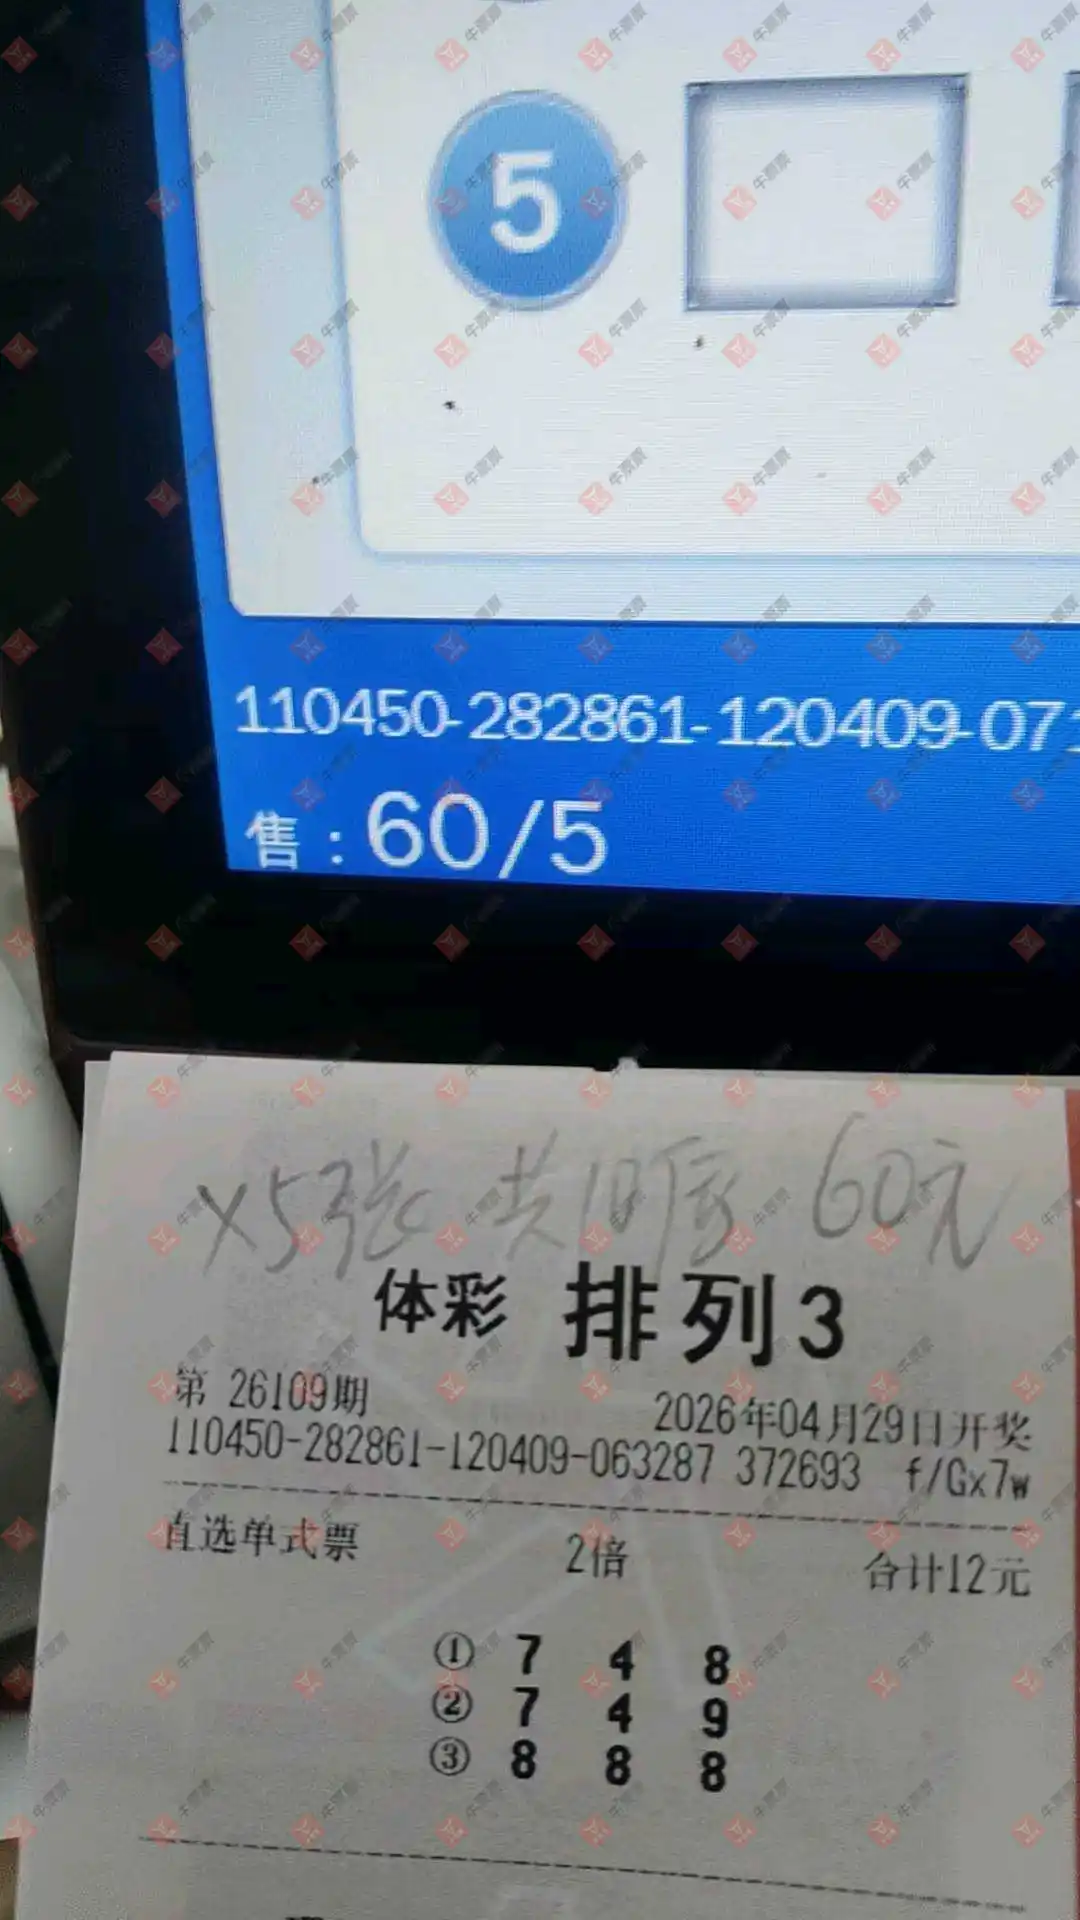 5
110450-282861-120409-071
售：60/5
x5张 共10倍 60元
体彩 排列3
第 26109期
2026年04月29日开奖
110450-282861-120409-063287 372693 f/Gx7w
直选单式票 2倍 合计12元
① 7 4 8
② 7 4 9
③ 8 8 8